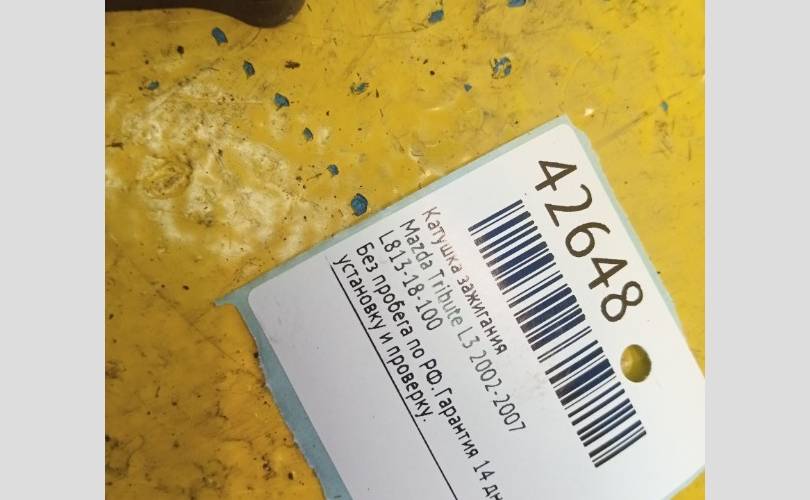 42648
Катушка зажигания
Mazda Tribute L3 2002-2007
L813-18-100
Без пробега по РФ. Гарантия 14
установку и проверку.